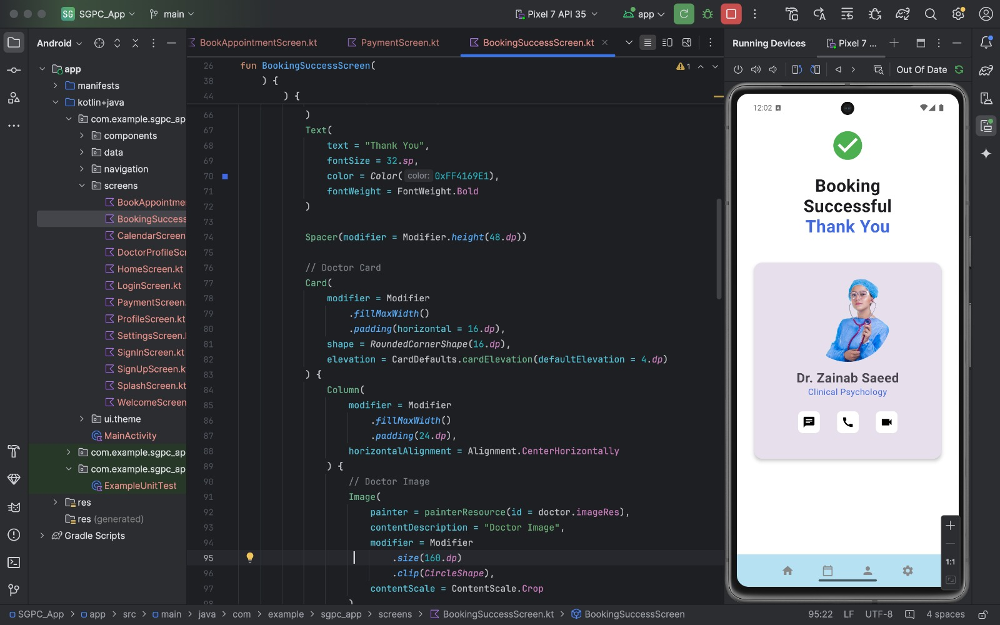 SG SGPC_App main Pixel 7 API 35 app
Android
app
manifests
kotlin+java
com.example.sgpc_ap
components
data
navigation
screens
BookAppointme
BookingSuccess
CalendarScreen
DoctorProfileScr
HomeScreen.kt
LoginScreen.kt
PaymentScreen.
ProfileScreen.kt
SettingsScreen.
SignInScreen.kt
SignUpScreen.kt
SplashScreen.kt
WelcomeScreen
ui.theme
MainActivity
com.example.sgpc_ap
com.example.sgpc_ap
ExampleUnitTest
res
res (generated)
Gradle Scripts
BookAppointmentScreen.kt PaymentScreen.kt BookingSuccessScreen.kt
1
26 fun BookingSuccessScreen(
38 ) {
44 ) {
66 )
67 Text(
68 text = "Thank You",
69 fontSize = 32.sp,
70 color = Color( color: 0xFF4169E1),
71 fontWeight = FontWeight.Bold
72 )
73
74 Spacer(modifier = Modifier.height(48.dp))
75
76 // Doctor Card
77 Card(
78 modifier = Modifier
79 .fillMaxWidth()
80 .padding(horizontal = 16.dp),
81 shape = RoundedCornerShape(16.dp),
82 elevation = CardDefaults.cardElevation(defaultElevation = 4.dp)
83 ) {
84 Column(
85 modifier = Modifier
86 .fillMaxWidth()
87 .padding(24.dp),
88 horizontalAlignment = Alignment.CenterHorizontally
89 ) {
90 // Doctor Image
91 Image(
92 painter = painterResource(id = doctor.imageRes),
93 contentDescription = "Doctor Image",
94 modifier = Modifier
95 .size(160.dp)
96 .clip(CircleShape),
97 contentScale = ContentScale.Crop
98 )
Running Devices Pixel 7 ...
Out Of Date
12:02
Booking
Successful
Thank You
Dr. Zainab Saeed
Clinical Psychology
1:1
SGPC_App app src main java com example sgpc_app screens BookingSuccessScreen.kt BookingSuccessScreen 95:22 LF UTF-8 4 spaces